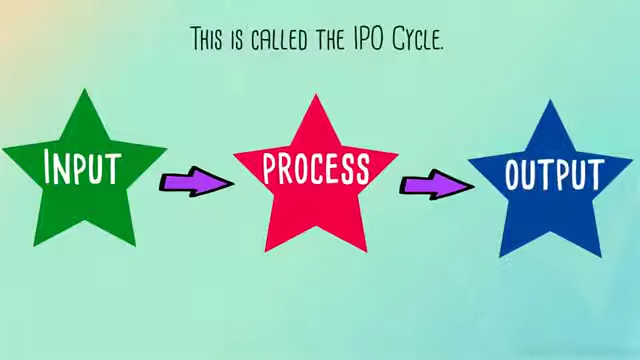 This is called the IPO Cycle.
Input
process
output